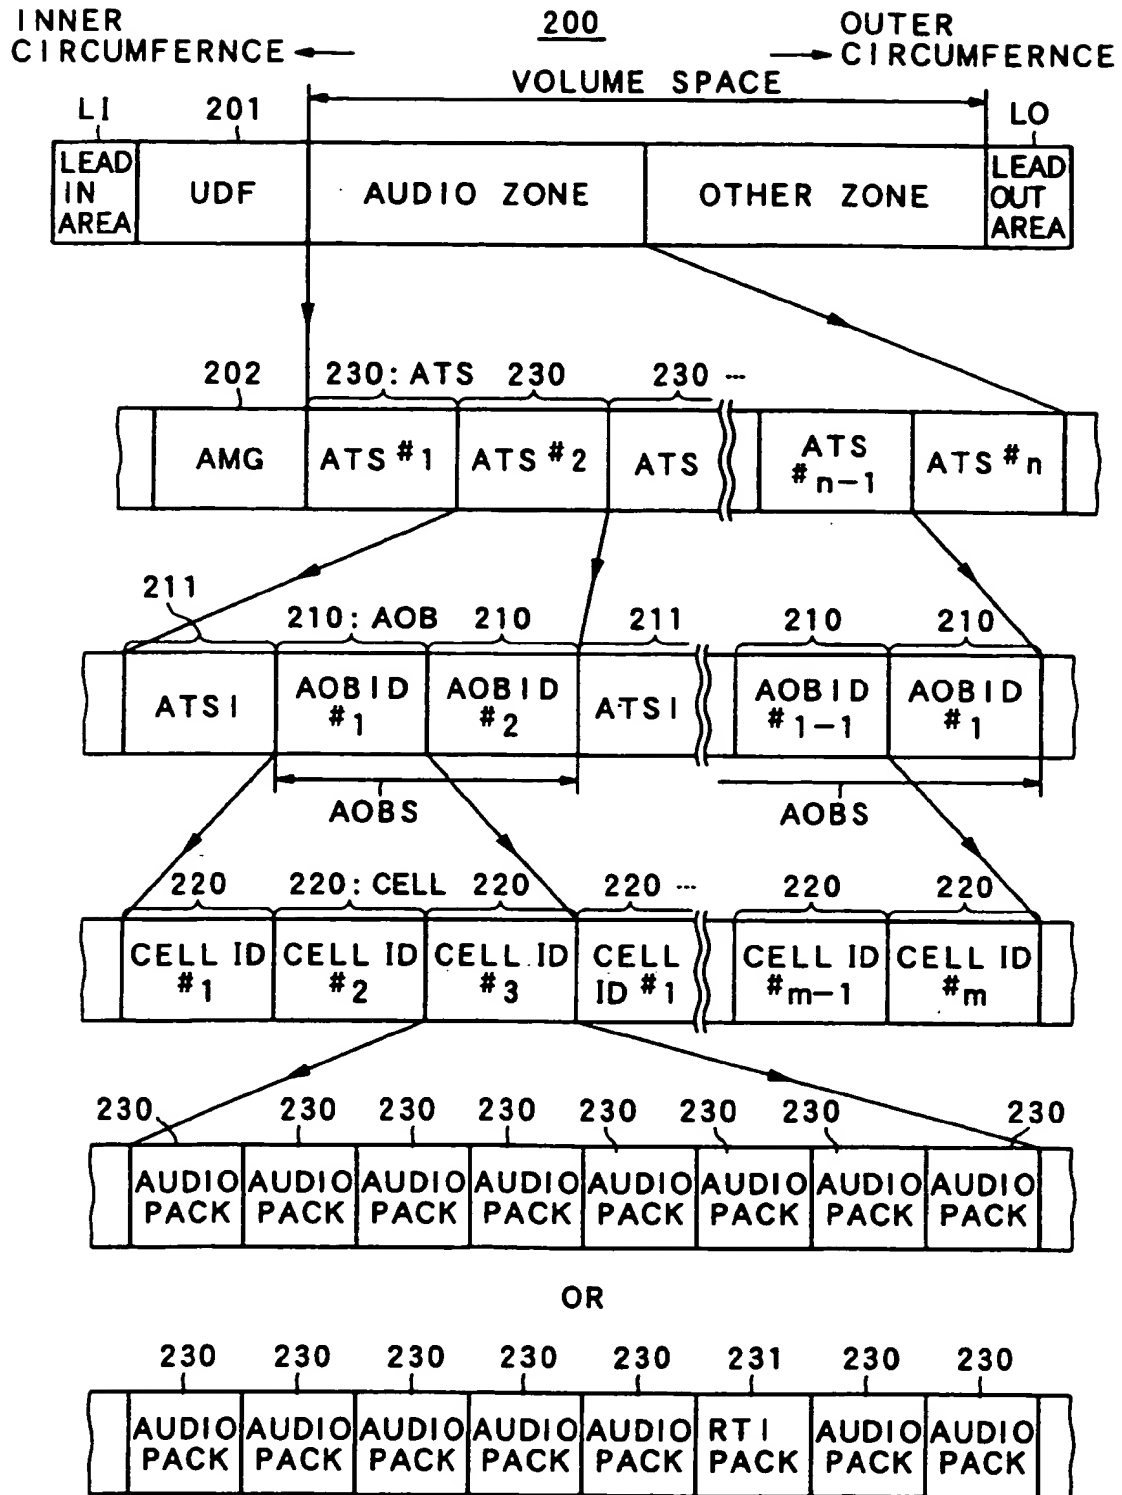 INNER
CIRCUMFERNCE
200
OUTER
CIRCUMFERNCE
VOLUME SPACE
LI
201
LO
LEAD
IN
AREA
UDF
AUDIO ZONE
OTHER ZONE
LEAD
OUT
AREA
202
230: ATS
230
230 ...
AMG
ATS #1
ATS #2
ATS
ATS
#n-1
ATS #n
211
210: AOB
210
211
210
210
ATSI
AOBID
#1
AOBID
#2
ATSI
AOBID
#1-1
AOBID
#1
AOBS
AOBS
220
220: CELL
220
220 ...
220
220
CELL ID
#1
CELL ID
#2
CELL ID
#3
CELL
ID #1
CELL ID
#m-1
CELL ID
#m
230
230
230
230
230
230
230
230
AUDIO
PACK
AUDIO
PACK
AUDIO
PACK
AUDIO
PACK
AUDIO
PACK
AUDIO
PACK
AUDIO
PACK
AUDIO
PACK
OR
230
230
230
230
230
231
230
230
AUDIO
PACK
AUDIO
PACK
AUDIO
PACK
AUDIO
PACK
AUDIO
PACK
RTI
PACK
AUDIO
PACK
AUDIO
PACK